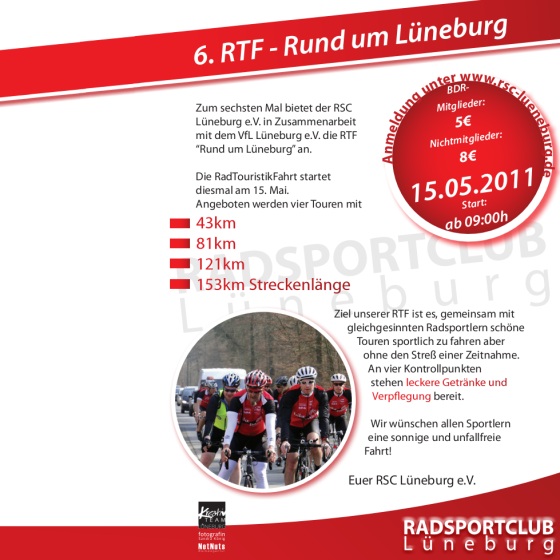 6. RTF - Rund um Lüneburg
Anmeldung unter www.rsc-lueneburg.de
BDR-
Mitglieder:
5€
Nichtmitglieder:
8€
15.05.2011
Start:
ab 09:00h
Zum sechsten Mal bietet der RSC
Lüneburg e.V. in Zusammenarbeit
mit dem VfL Lüneburg e.V. die RTF
“Rund um Lüneburg” an.
Die RadTouristikFahrt startet
diesmal am 15. Mai.
Angeboten werden vier Touren mit
43km
81km
121km
153km Streckenlänge
RADSPORTCLUB
Lüneburg
Ziel unserer RTF ist es, gemeinsam mit
gleichgesinnten Radsportlern schöne
Touren sportlich zu fahren aber
ohne den Streß einer Zeitnahme.
An vier Kontrollpunkten
stehen leckere Getränke und
Verpflegung bereit.
Wir wünschen allen Sportlern
eine sonnige und unfallfreie
Fahrt!
Euer RSC Lüneburg e.V.
Kreativ
TEAM
LÜNEBURG
fotografin
NetNuts
RADSPORTCLUB
Lüneburg